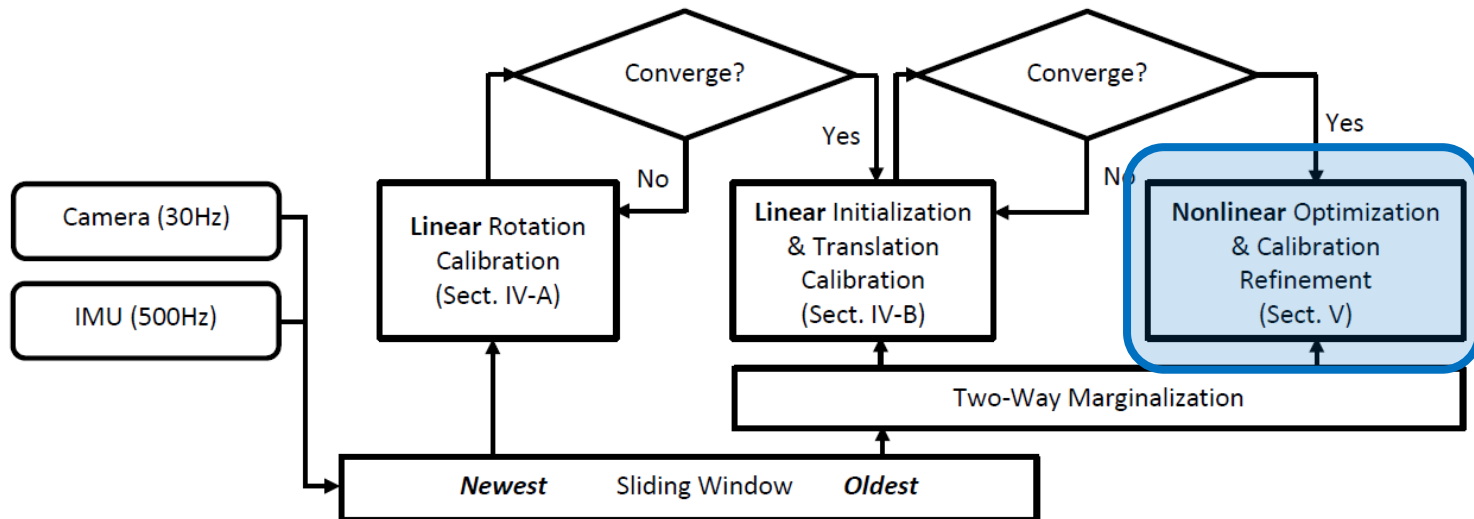 Converge?
Converge?
Yes
Yes
No
No
Camera (30Hz)
IMU (500Hz)
Linear Rotation
Calibration
(Sect. IV-A)
Linear Initialization
& Translation
Calibration
(Sect. IV-B)
Nonlinear Optimization
& Calibration
Refinement
(Sect. V)
Two-Way Marginalization
Newest Sliding Window Oldest